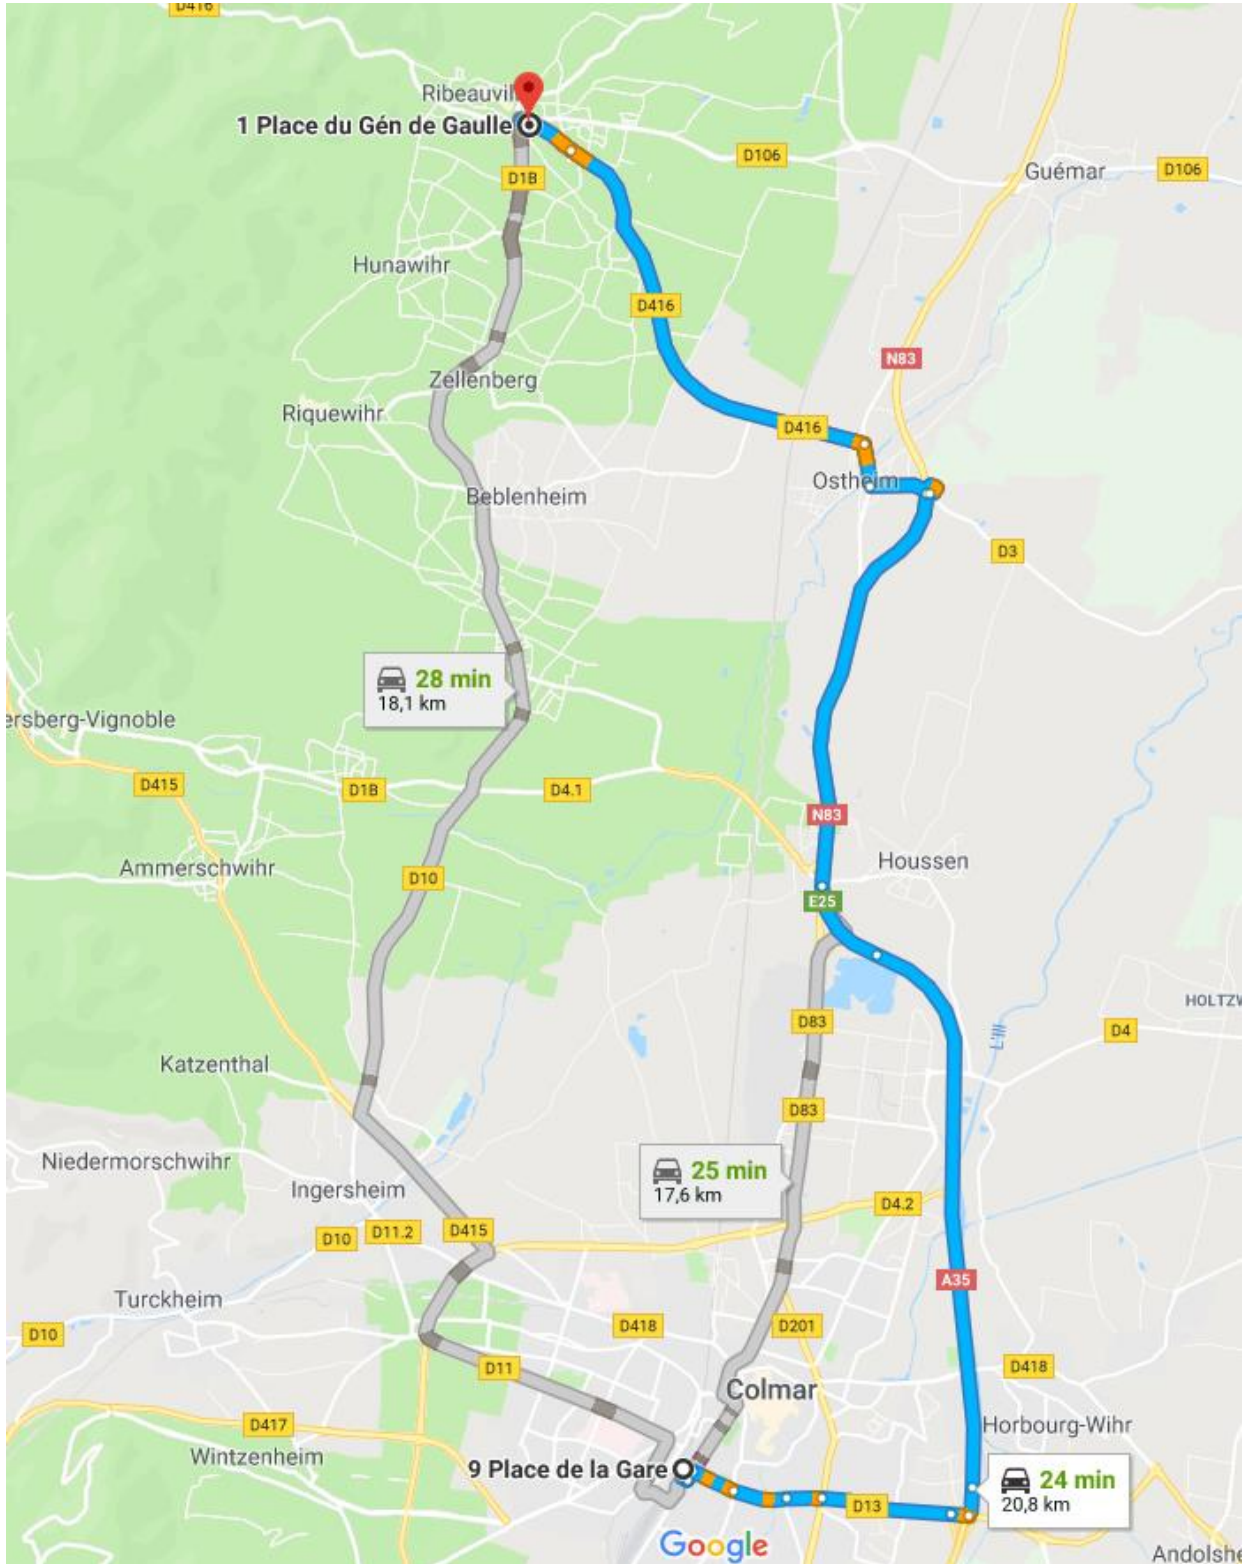 D416
Ribeauvil
1 Place du Gén de Gaulle
D106
Guémar
D106
D1B
Hunawihr
D416
N83
Zellenberg
Riquewihr
D416
Ostheim
Beblenheim
D3
28 min
18,1 km
ersberg-Vignoble
D415
D1B
D4.1
N83
Houssen
Ammerschwihr
D10
E25
HOLTZW
D83
D4
L'Ill
Katzenthal
D83
Niedermorschwihr
25 min
17,6 km
Ingersheim
D4.2
D10
D11.2
D415
A35
Turckheim
D10
D418
D201
D11
D418
Colmar
D417
Horbourg-Wihr
Wintzenheim
9 Place de la Gare
24 min
20,8 km
D13
Google
Andolshe